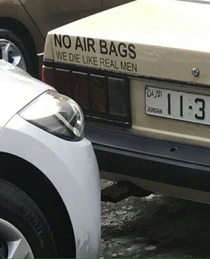 NO AIR BAGS
WE DIE LIKE REAL MEN
الأردن
JORDAN
11-3